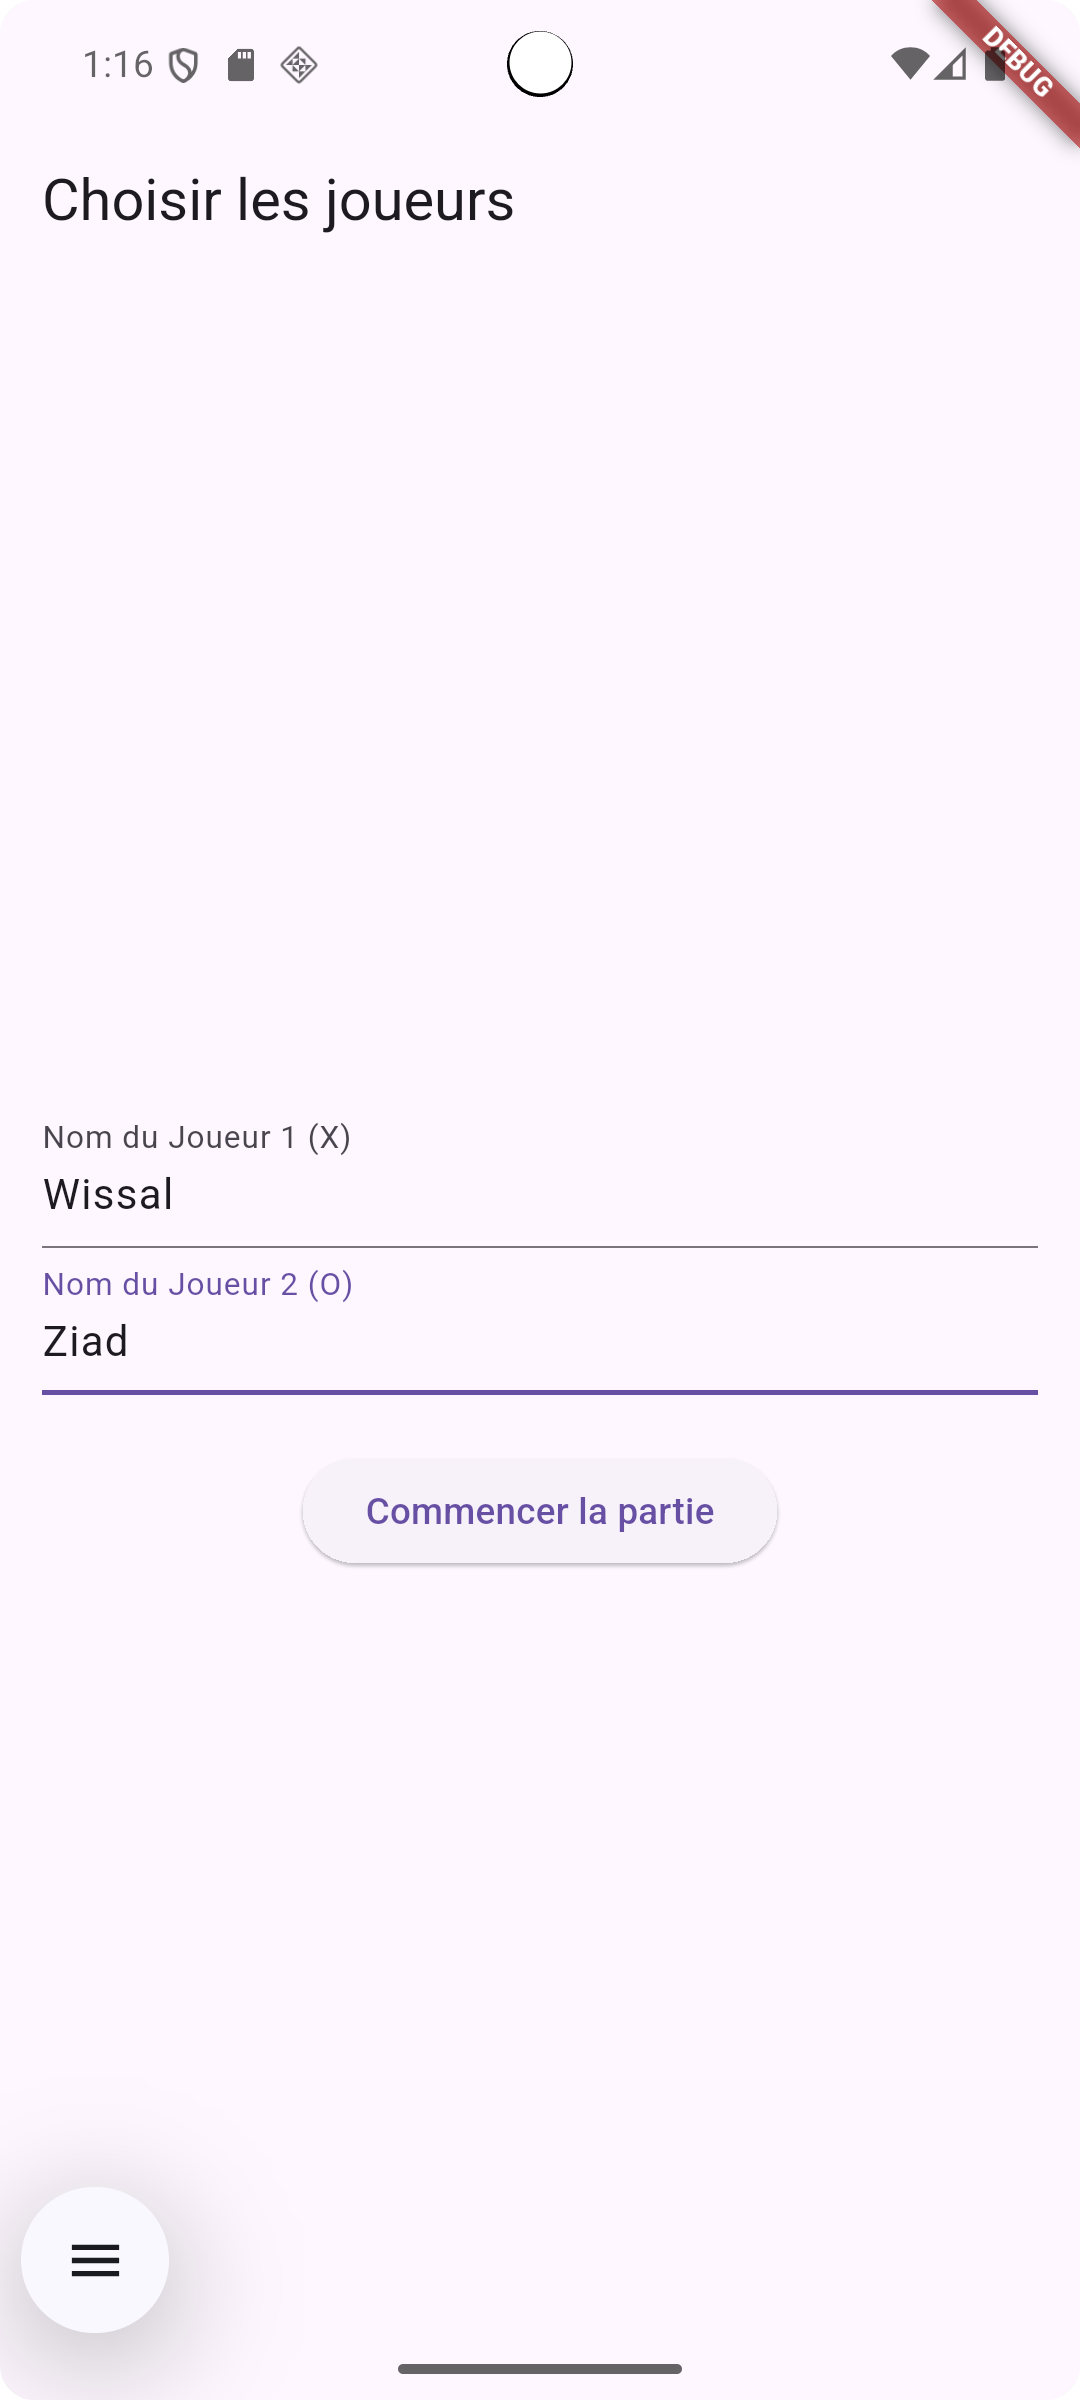 1:16
DEBUG
Choisir les joueurs
Nom du Joueur 1 (X)
Wissal
Nom du Joueur 2 (O)
Ziad
Commencer la partie